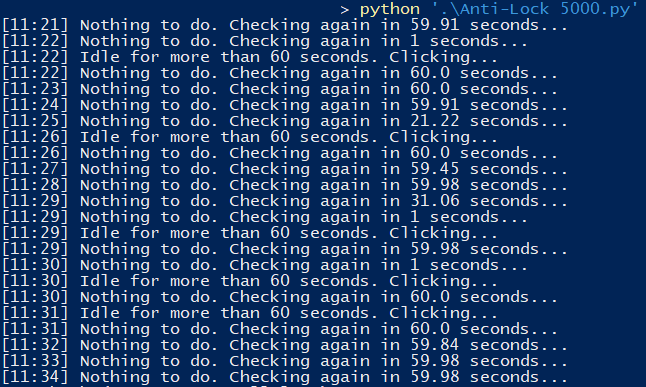 > python '.\Anti-Lock 5000.py'
[11:21] Nothing to do. Checking again in 59.91 seconds...
[11:22] Nothing to do. Checking again in 1 seconds...
[11:22] Idle for more than 60 seconds. Clicking...
[11:22] Nothing to do. Checking again in 60.0 seconds...
[11:23] Nothing to do. Checking again in 60.0 seconds...
[11:24] Nothing to do. Checking again in 59.91 seconds...
[11:25] Nothing to do. Checking again in 21.22 seconds...
[11:26] Idle for more than 60 seconds. Clicking...
[11:26] Nothing to do. Checking again in 60.0 seconds...
[11:27] Nothing to do. Checking again in 59.45 seconds...
[11:28] Nothing to do. Checking again in 59.98 seconds...
[11:29] Nothing to do. Checking again in 31.06 seconds...
[11:29] Nothing to do. Checking again in 1 seconds...
[11:29] Idle for more than 60 seconds. Clicking...
[11:29] Nothing to do. Checking again in 59.98 seconds...
[11:30] Nothing to do. Checking again in 1 seconds...
[11:30] Idle for more than 60 seconds. Clicking...
[11:30] Nothing to do. Checking again in 60.0 seconds...
[11:31] Idle for more than 60 seconds. Clicking...
[11:31] Nothing to do. Checking again in 60.0 seconds...
[11:32] Nothing to do. Checking again in 59.84 seconds...
[11:33] Nothing to do. Checking again in 59.98 seconds...
[11:34] Nothing to do. Checking again in 59.98 seconds...